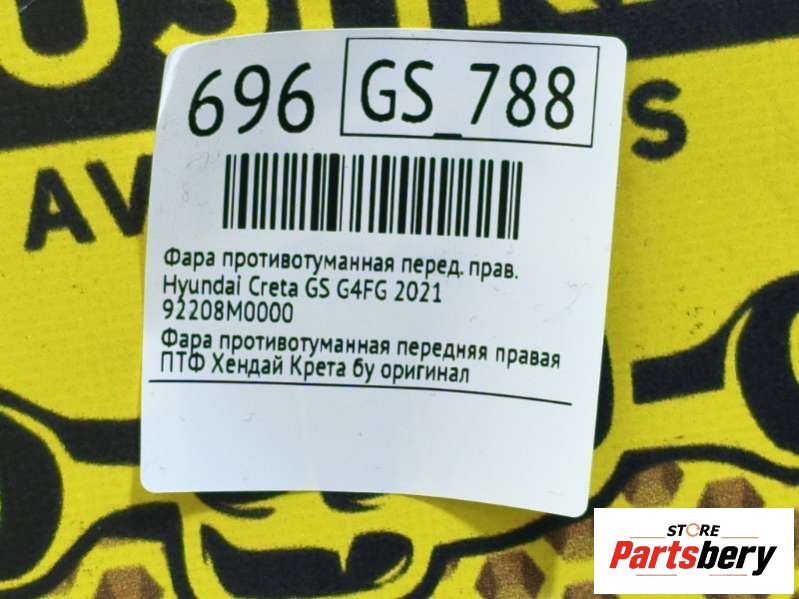 696 GS_788
AV
S
Фара противотуманная перед. прав.
Hyundai Creta GS G4FG 2021
92208M0000
Фара противотуманная передняя правая
ПТФ Хендай Крета бу оригинал
STORE
Partsbery